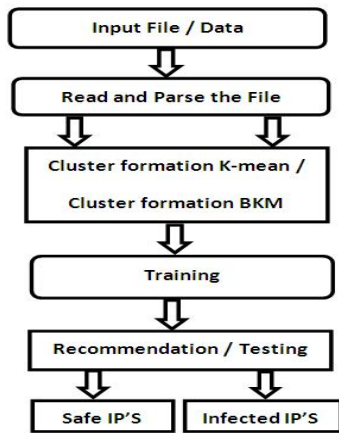 Input File / Data
Read and Parse the File
Cluster formation K-mean /
Cluster formation BKM
Training
Recommendation / Testing
Safe IP'S
Infected IP'S